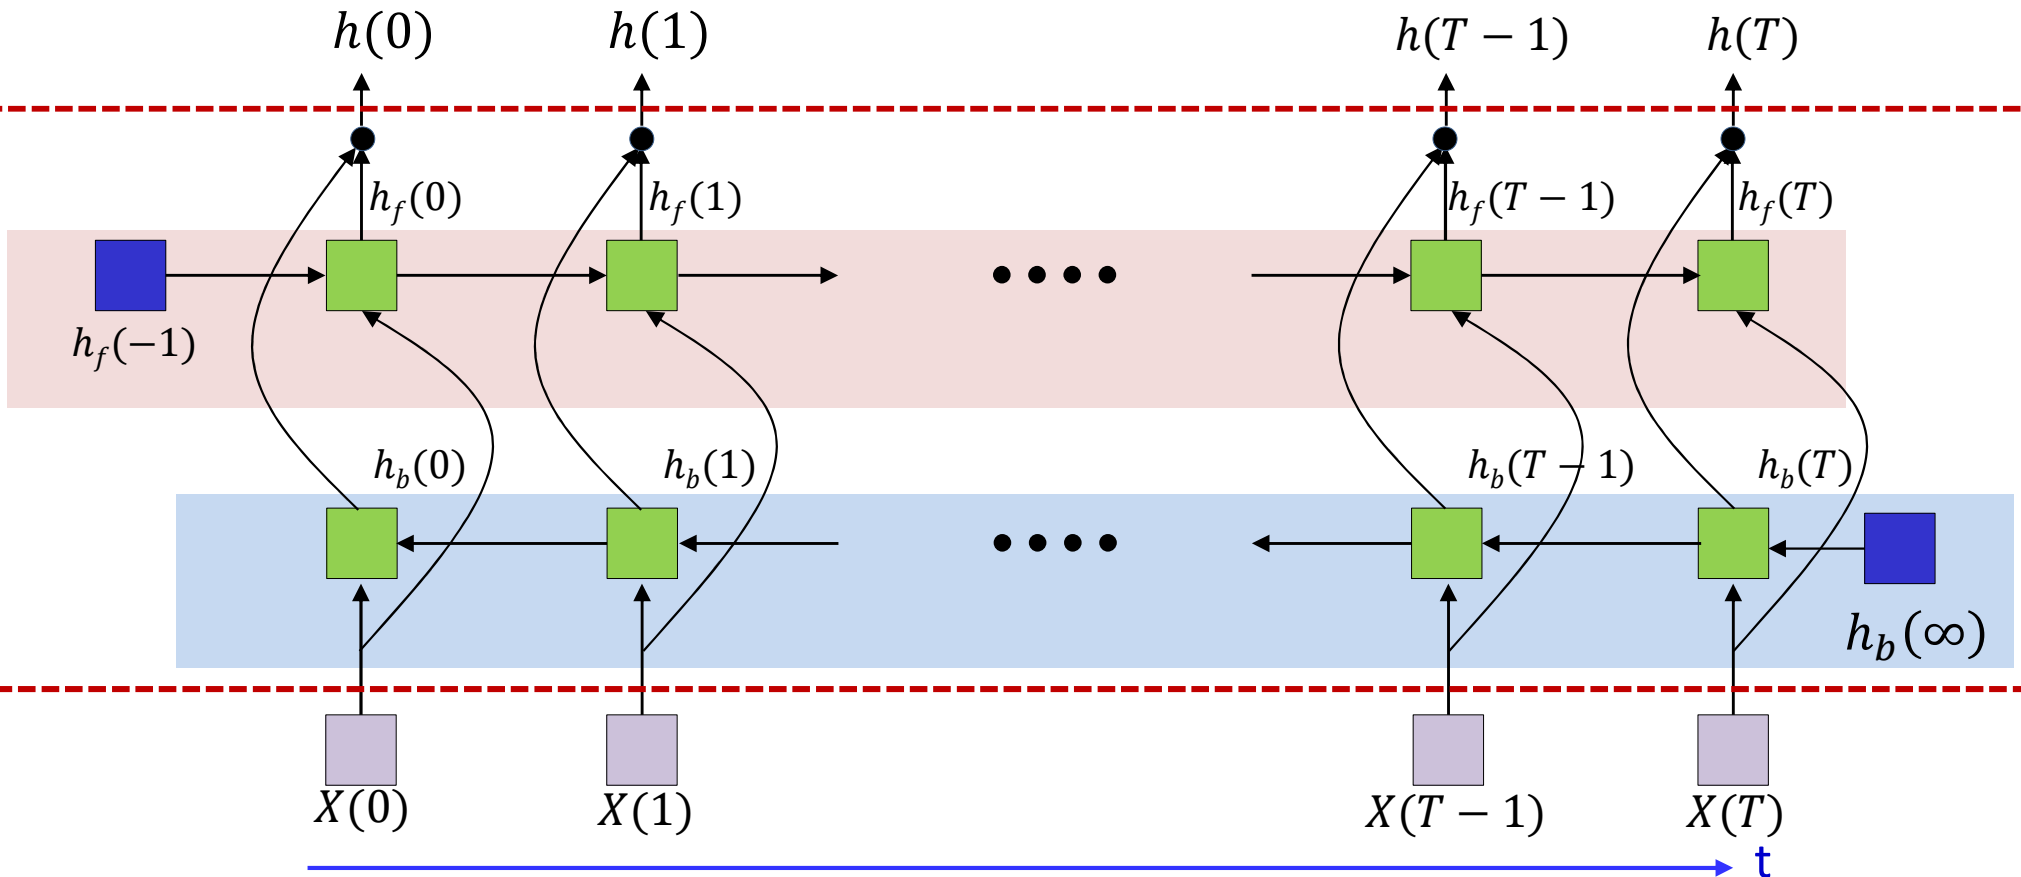 h(0) h(1) h(T − 1) h(T)
h_f(0) h_f(1) h_f(T − 1) h_f(T)
h_f(−1)
h_b(0) h_b(1) h_b(T − 1) h_b(T)
h_b(∞)
X(0) X(1) X(T − 1) X(T)
t